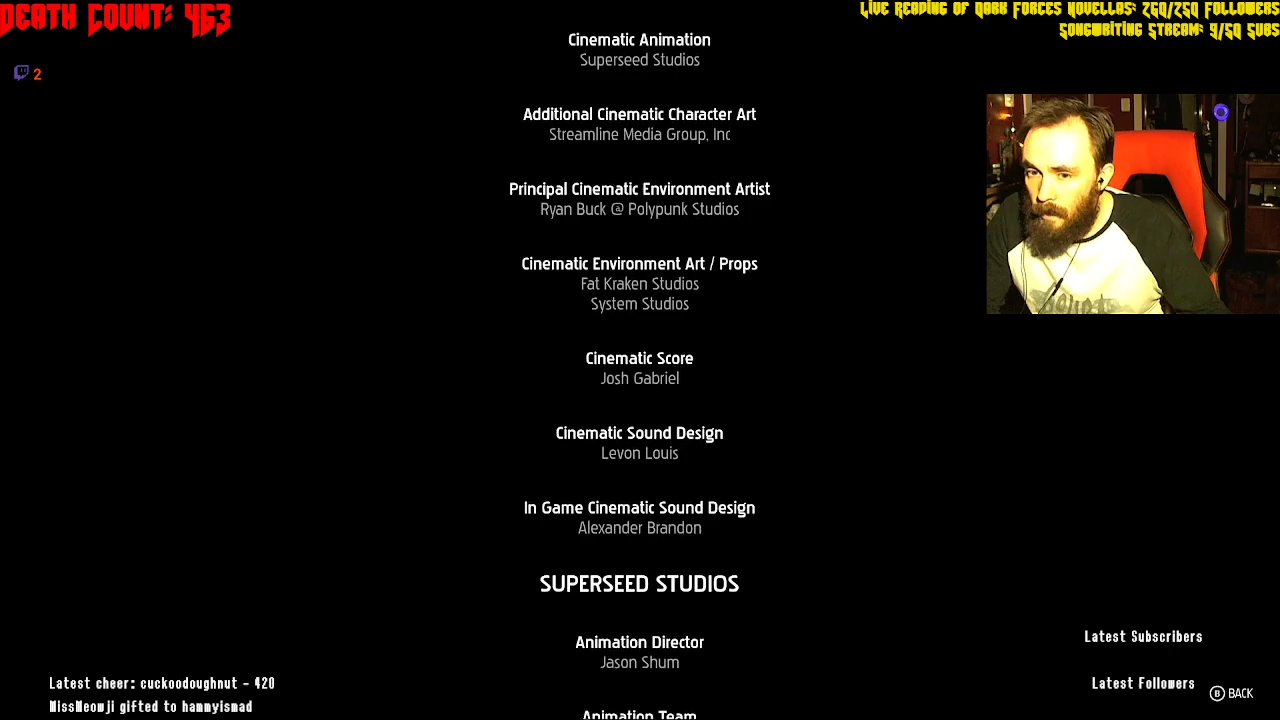 Death Count: 463
Live Reading of Dark Forces Novellas: 260/250 Followers
Songwriting Stream: 9/50 Subs
2
Cinematic Animation
Superseed Studios
Additional Cinematic Character Art
Streamline Media Group, Inc
Principal Cinematic Environment Artist
Ryan Buck @ Polypunk Studios
Cinematic Environment Art / Props
Fat Kraken Studios
System Studios
Cinematic Score
Josh Gabriel
Cinematic Sound Design
Levon Louis
In Game Cinematic Sound Design
Alexander Brandon
SUPERSEED STUDIOS
Animation Director
Jason Shum
Animation Team
Latest Subscribers
Latest Followers
Latest cheer: cuckoodoughnut - 420
MissMeowji gifted to hammyismad
B BACK